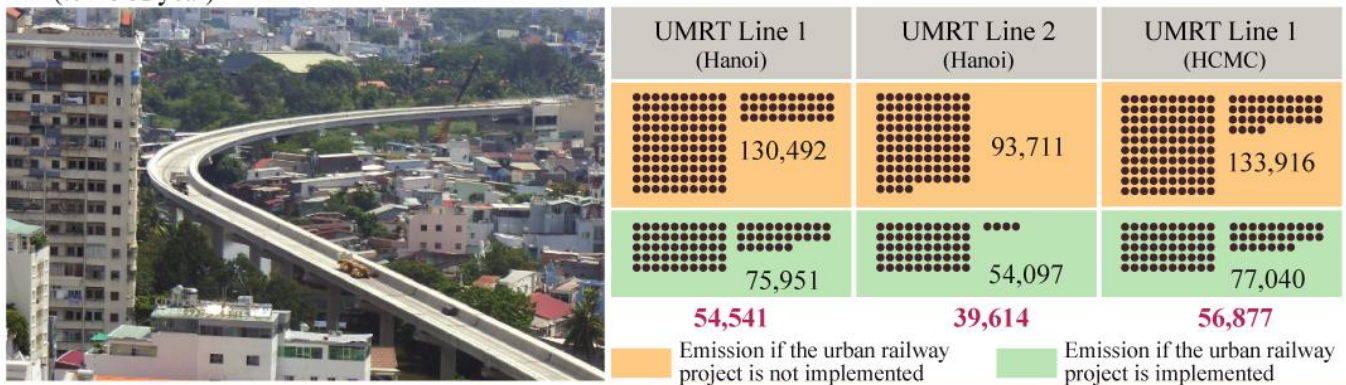 UMRT Line 1
(Hanoi)
UMRT Line 2
(Hanoi)
UMRT Line 1
(HCMC)
130,492
93,711
133,916
75,951
54,097
77,040
54,541
39,614
56,877
Emission if the urban railway
project is not implemented
Emission if the urban railway
project is implemented